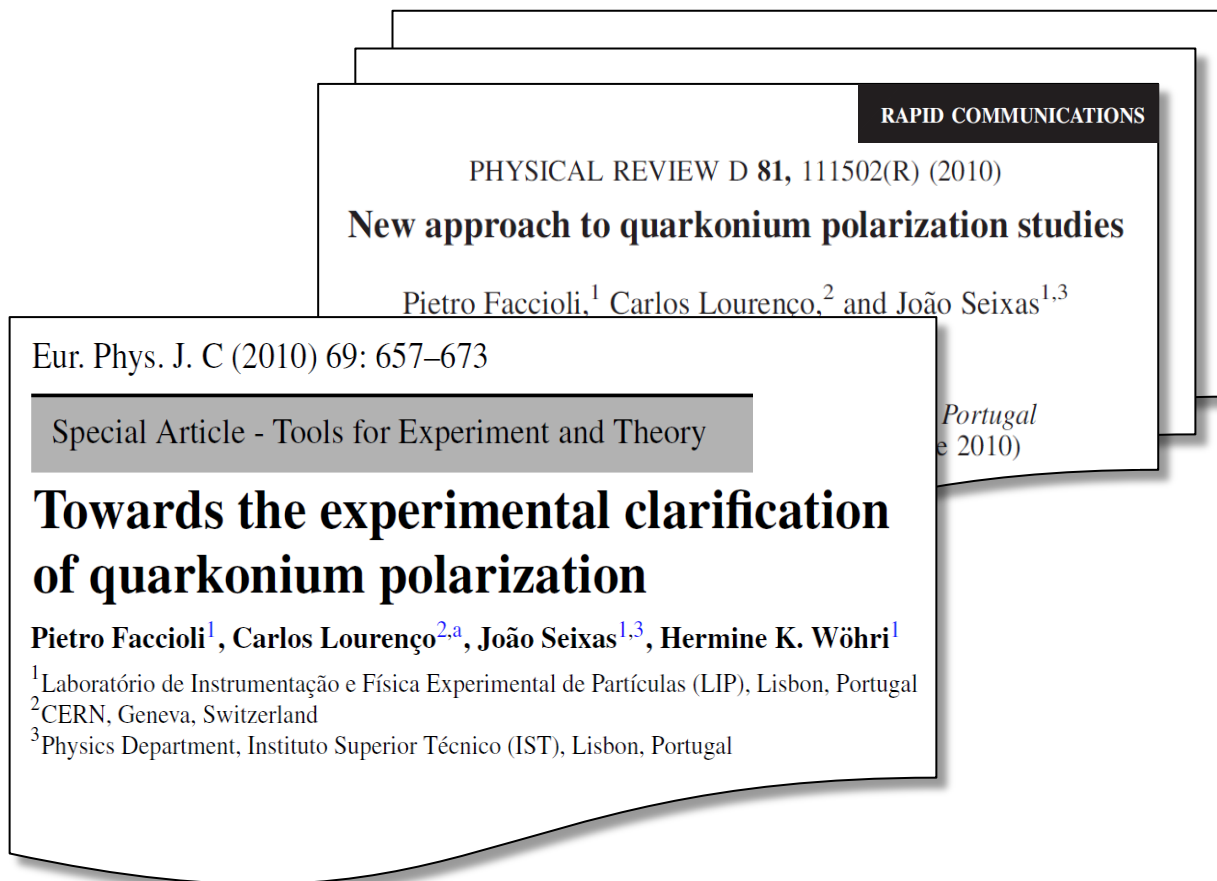 RAPID COMMUNICATIONS
PHYSICAL REVIEW D 81, 111502(R) (2010)
New approach to quarkonium polarization studies
Pietro Faccioli,1 Carlos Lourenço,2 and João Seixas1,3
Portugal
2010)
Eur. Phys. J. C (2010) 69: 657–673
Special Article - Tools for Experiment and Theory
Towards the experimental clarification
of quarkonium polarization
Pietro Faccioli1, Carlos Lourenço2,a, João Seixas1,3, Hermine K. Wöhri1
1Laboratório de Instrumentação e Física Experimental de Partículas (LIP), Lisbon, Portugal
2CERN, Geneva, Switzerland
3Physics Department, Instituto Superior Técnico (IST), Lisbon, Portugal